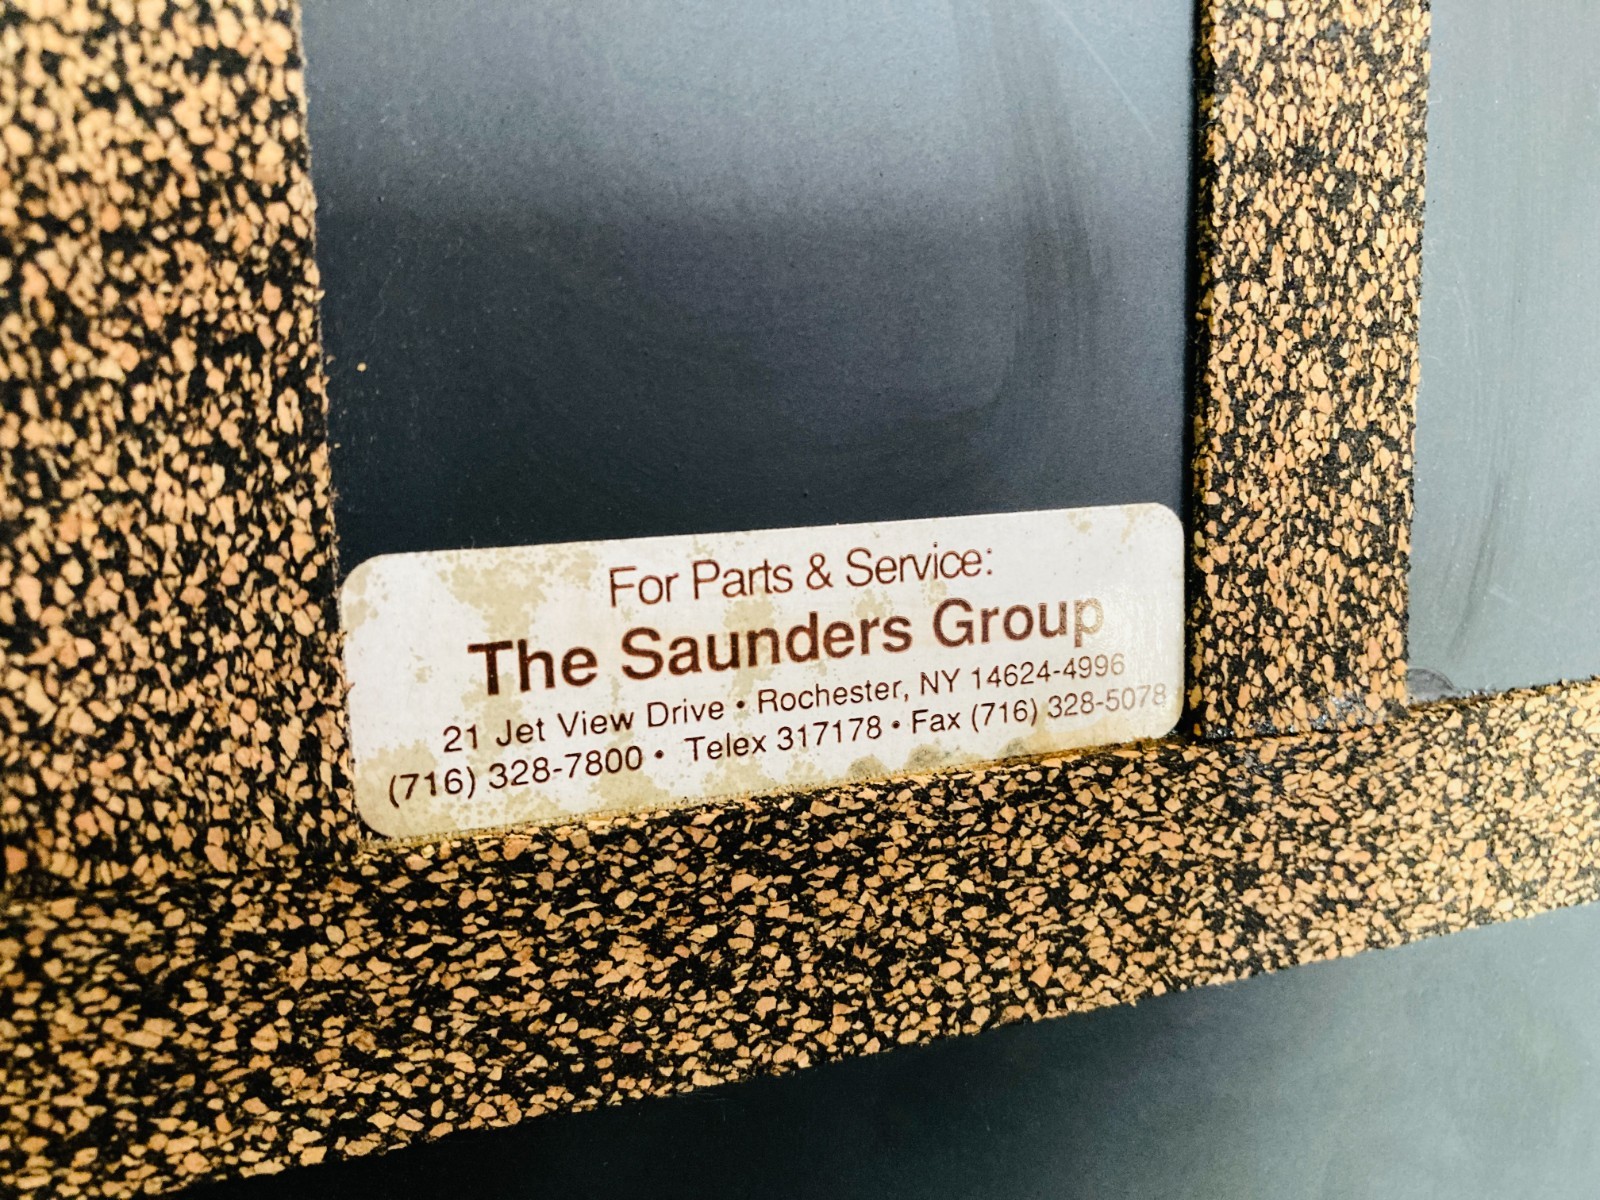 For Parts & Service:
The Saunders Group
21 Jet View Drive • Rochester, NY 14624-4996
(716) 328-7800 • Telex 317178 • Fax (716) 328-5078